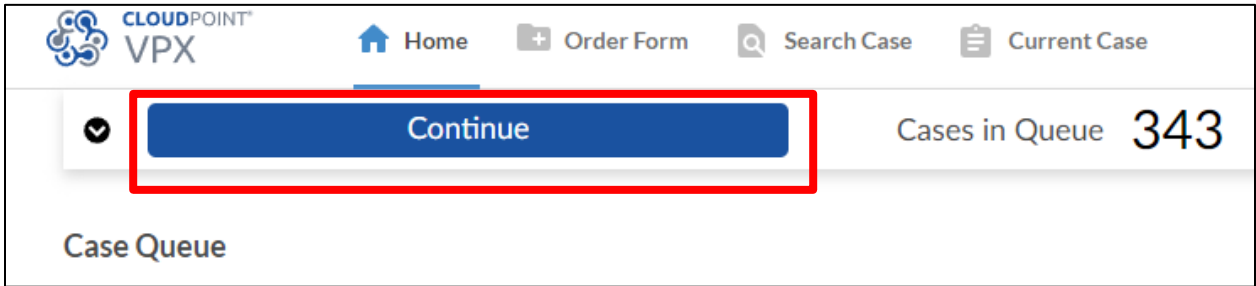 CLOUDPOINT®
VPX
Home
Order Form
Search Case
Current Case
Continue
Cases in Queue 343
Case Queue